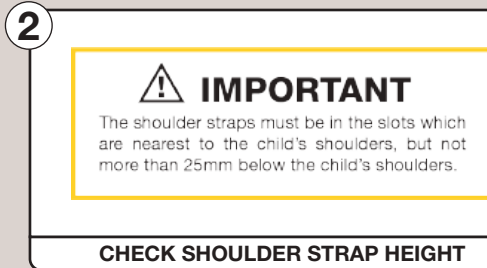 2
IMPORTANT
The shoulder straps must be in the slots which
are nearest to the child's shoulders, but not
more than 25mm below the child's shoulders.
CHECK SHOULDER STRAP HEIGHT